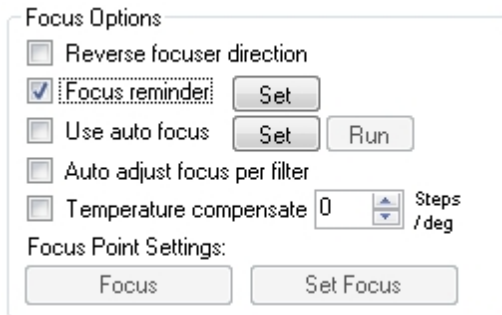 Focus Options
Reverse focuser direction
Focus reminder Set
Use auto focus Set Run
Auto adjust focus per filter
Temperature compensate 0 Steps
/deg
Focus Point Settings:
Focus Set Focus